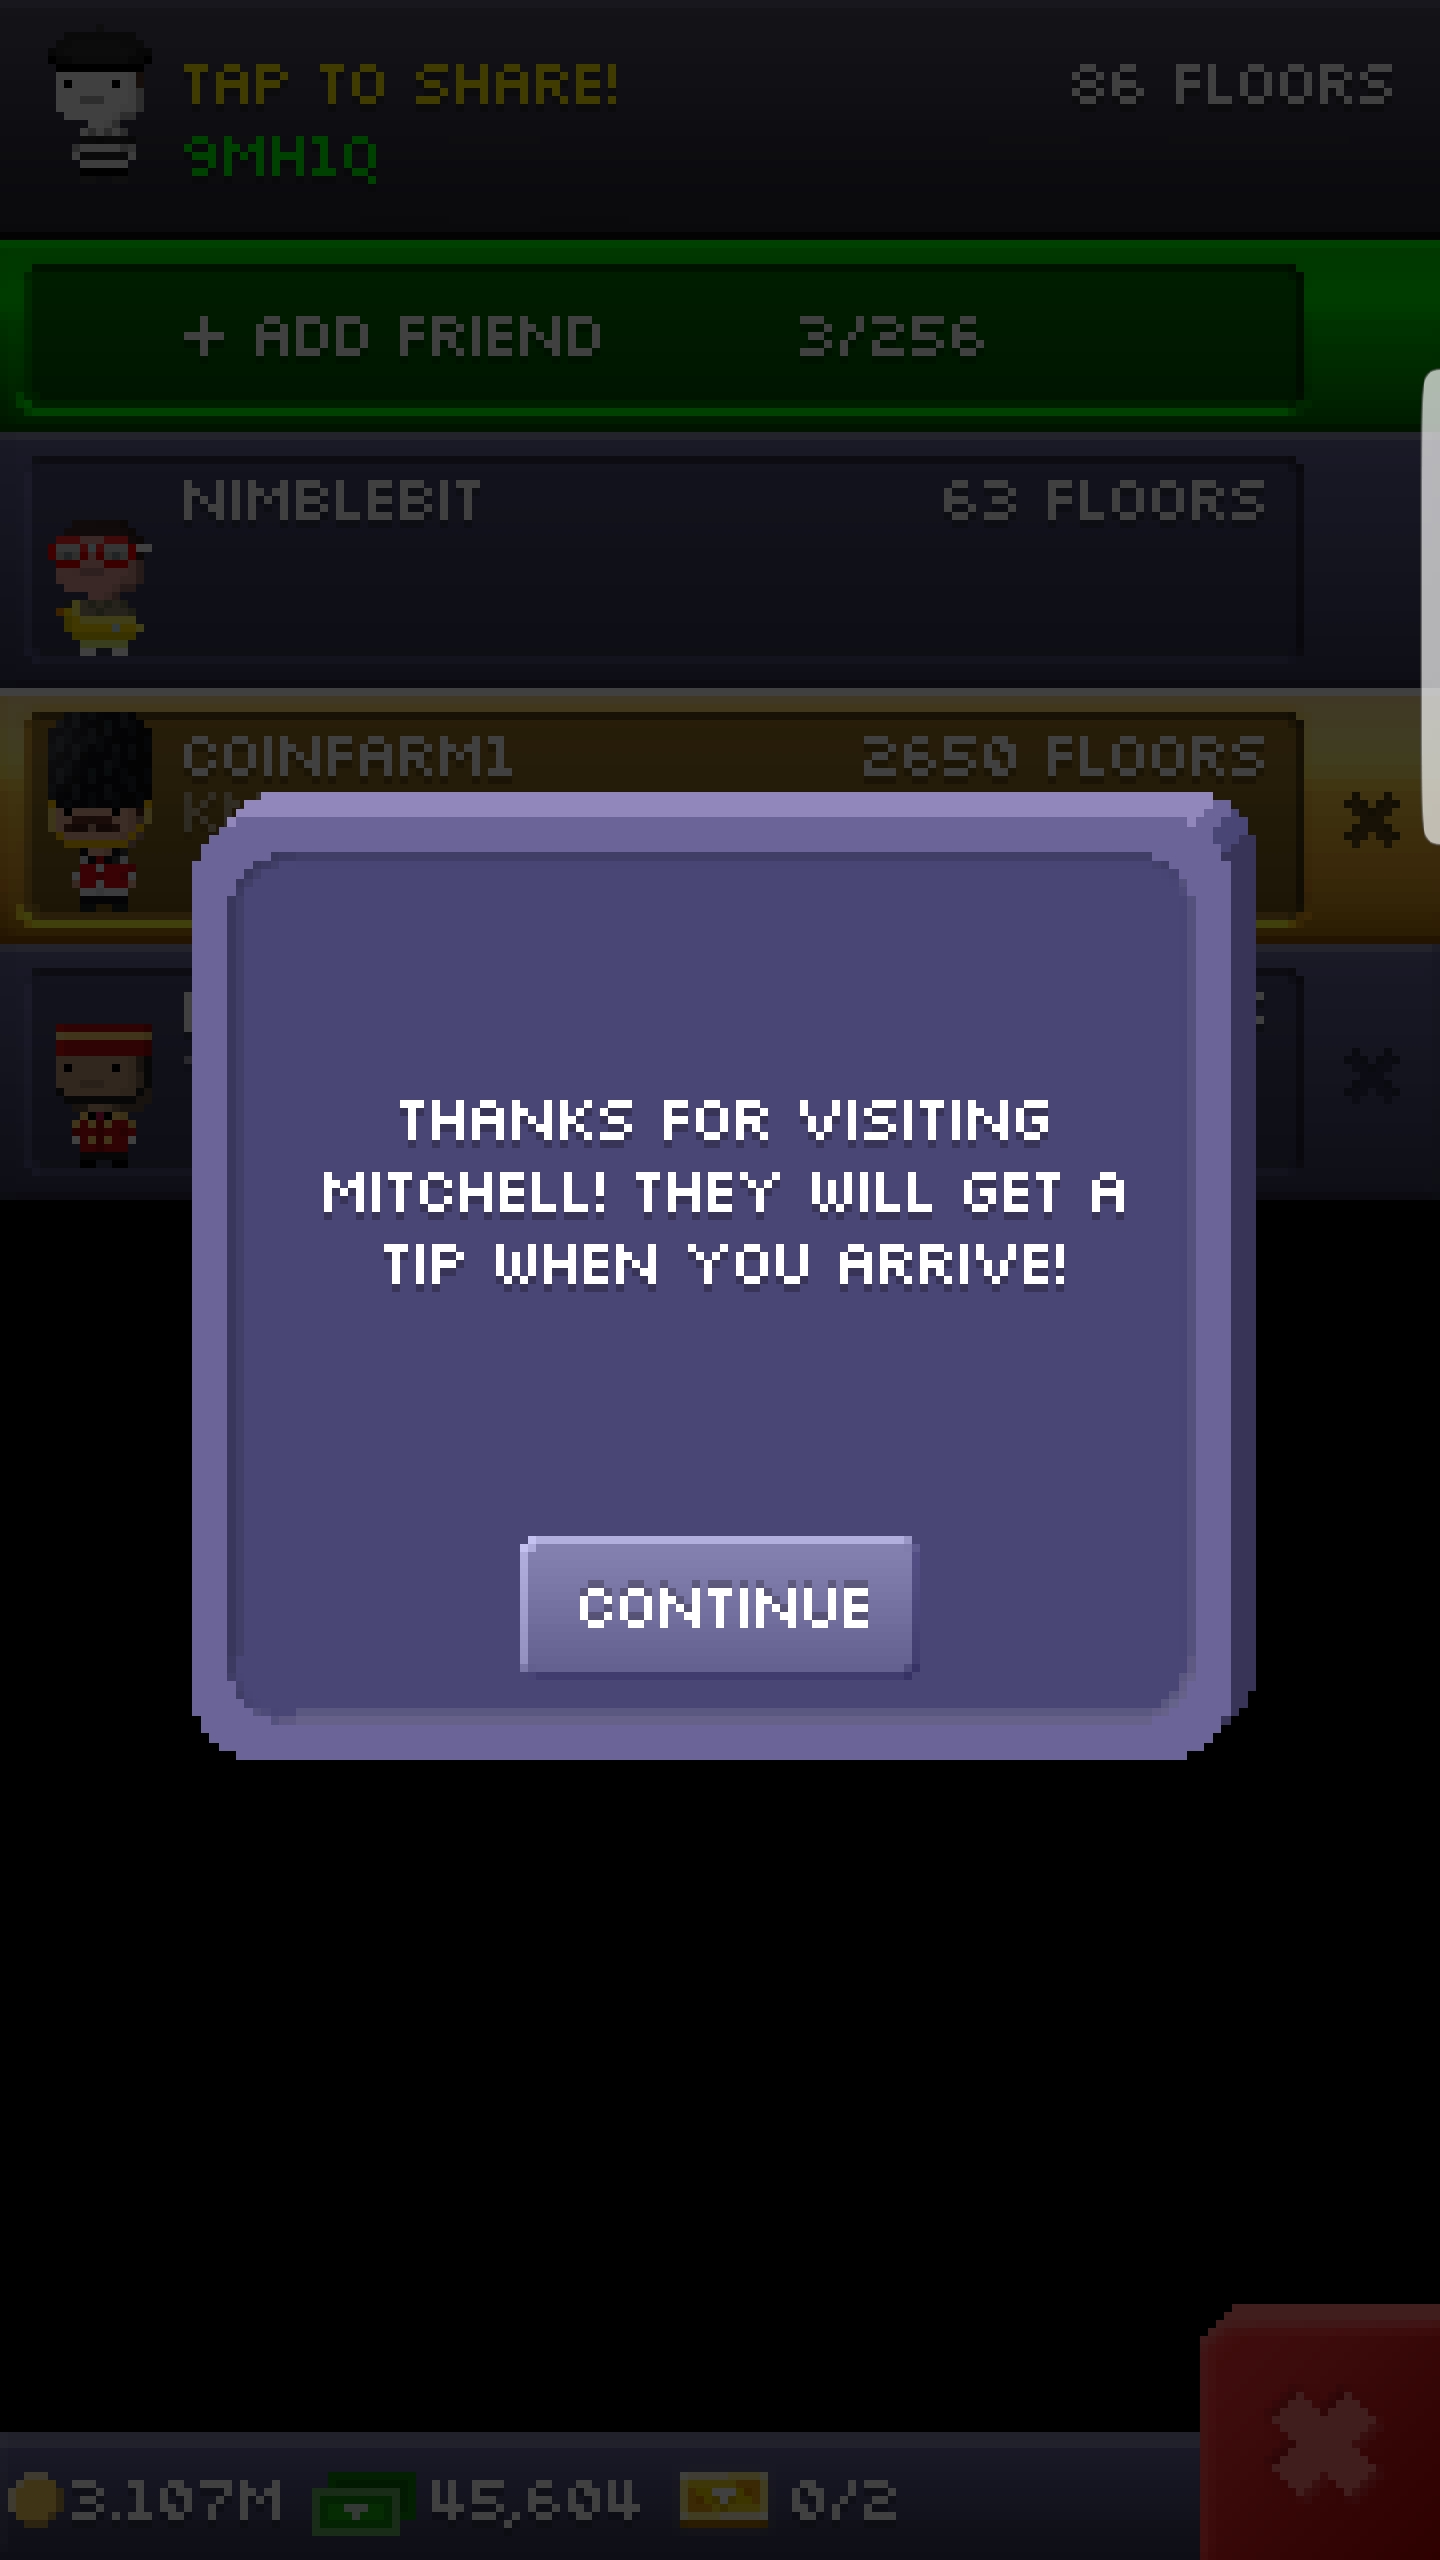 TAP TO SHARE!
86 FLOORS
9MH1Q
+ ADD FRIEND 3/256
NIMBLEBIT 63 FLOORS
COINFARM1 2650 FLOORS
THANKS FOR VISITING
MITCHELL! THEY WILL GET A
TIP WHEN YOU ARRIVE!
CONTINUE
3.107M 45,604 0/2